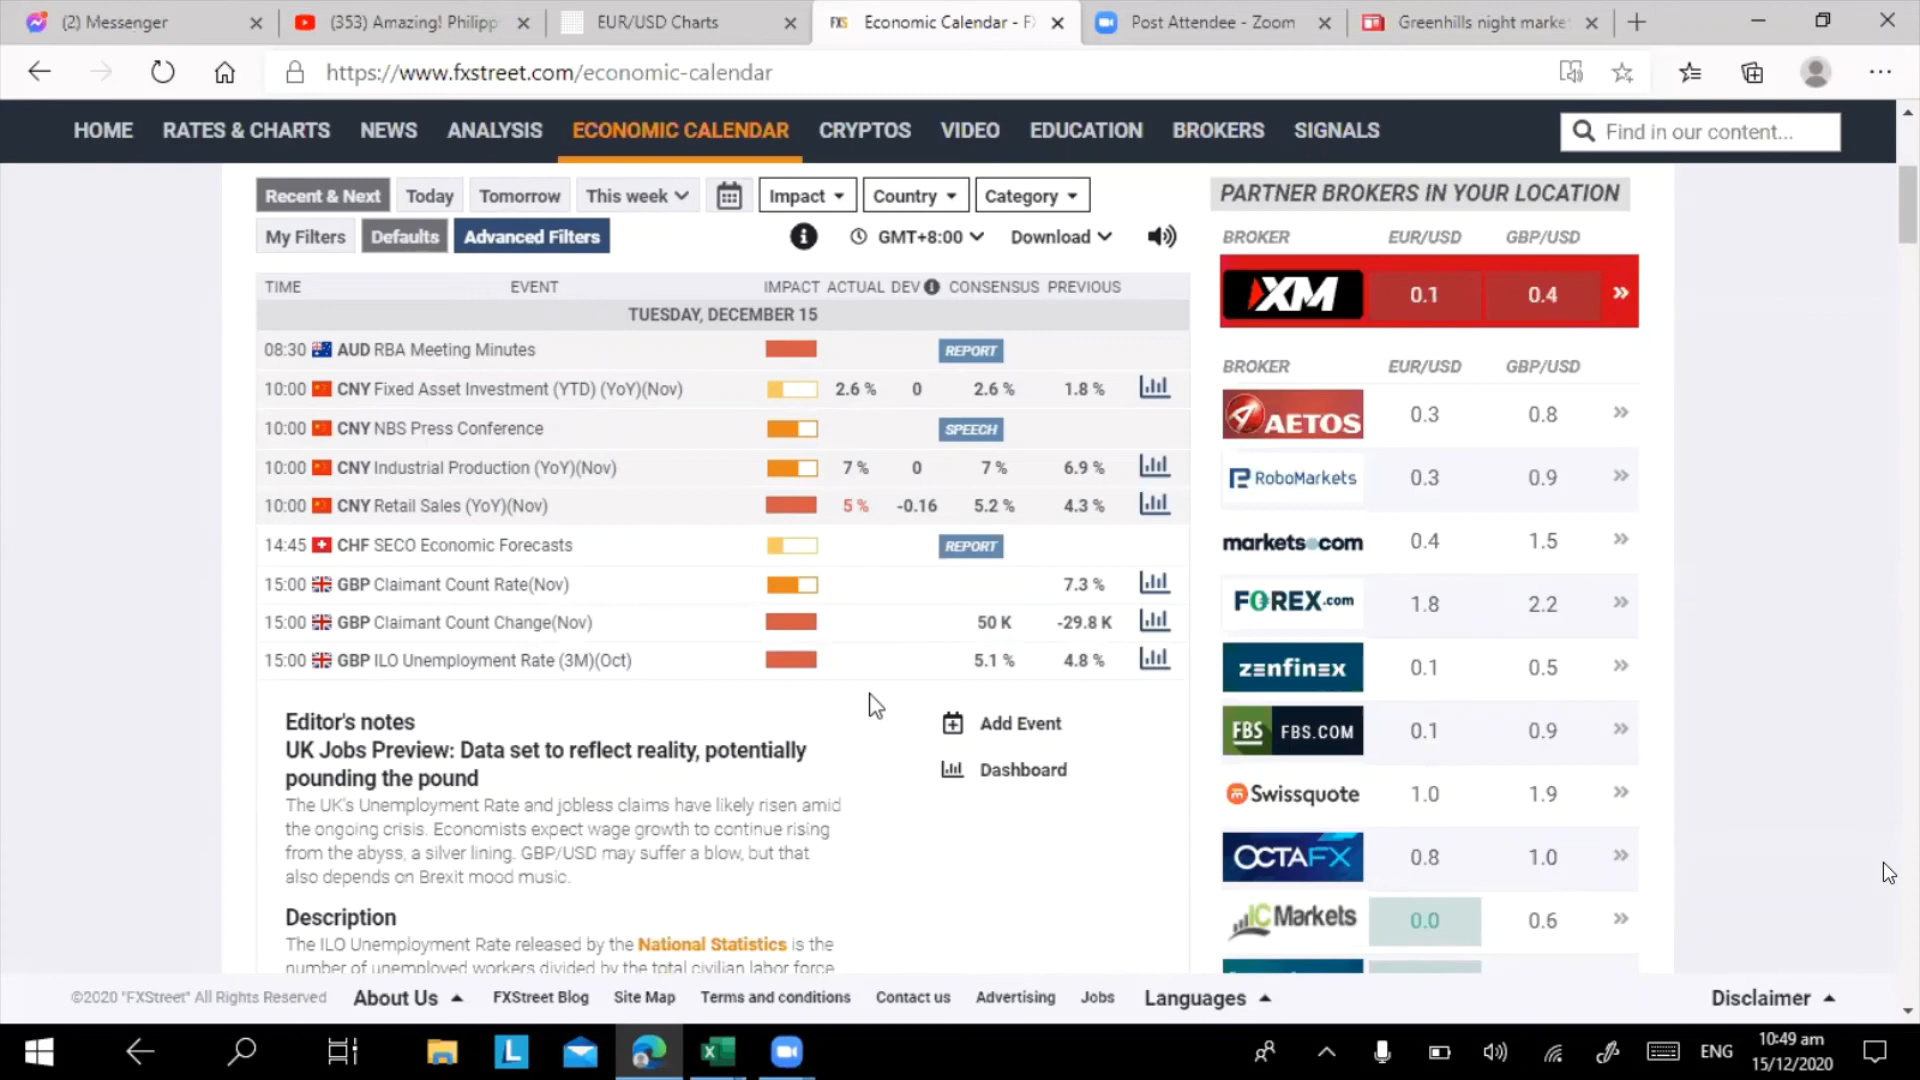 (2) Messenger
(353) Amazing! Philipp
EUR/USD Charts
FXS Economic Calendar - F
Post Attendee - Zoom
Greenhills night marke
https://www.fxstreet.com/economic-calendar
HOME RATES & CHARTS NEWS ANALYSIS ECONOMIC CALENDAR CRYPTOS VIDEO EDUCATION BROKERS SIGNALS
Find in our content...
Recent & Next Today Tomorrow This week Impact Country Category
My Filters Defaults Advanced Filters GMT+8:00 Download
TIME EVENT IMPACT ACTUAL DEV CONSENSUS PREVIOUS
TUESDAY, DECEMBER 15
08:30 AUD RBA Meeting Minutes REPORT
10:00 CNY Fixed Asset Investment (YTD) (YoY)(Nov) 2.6 % 0 2.6 % 1.8 %
10:00 CNY NBS Press Conference SPEECH
10:00 CNY Industrial Production (YoY)(Nov) 7 % 0 7 % 6.9 %
10:00 CNY Retail Sales (YoY)(Nov) 5 % -0.16 5.2 % 4.3 %
14:45 CHF SECO Economic Forecasts REPORT
15:00 GBP Claimant Count Rate(Nov) 7.3 %
15:00 GBP Claimant Count Change(Nov) 50 K -29.8 K
15:00 GBP ILO Unemployment Rate (3M)(Oct) 5.1 % 4.8 %
Editor's notes
UK Jobs Preview: Data set to reflect reality, potentially
pounding the pound
The UK's Unemployment Rate and jobless claims have likely risen amid
the ongoing crisis. Economists expect wage growth to continue rising
from the abyss, a silver lining. GBP/USD may suffer a blow, but that
also depends on Brexit mood music.
Add Event
Dashboard
Description
The ILO Unemployment Rate released by the National Statistics is the
number of unemployed workers divided by the total civilian labor force
PARTNER BROKERS IN YOUR LOCATION
BROKER EUR/USD GBP/USD
XM 0.1 0.4 »
BROKER EUR/USD GBP/USD
AETOS 0.3 0.8 »
RoboMarkets 0.3 0.9 »
markets.com 0.4 1.5 »
FOREX.com 1.8 2.2 »
zenfinex 0.1 0.5 »
FBS FBS.COM 0.1 0.9 »
Swissquote 1.0 1.9 »
OCTAFX 0.8 1.0 »
IC Markets 0.0 0.6 »
©2020 "FXStreet" All Rights Reserved About Us FXStreet Blog Site Map Terms and conditions Contact us Advertising Jobs Languages Disclaimer
L
ENG
10:49 am
15/12/2020